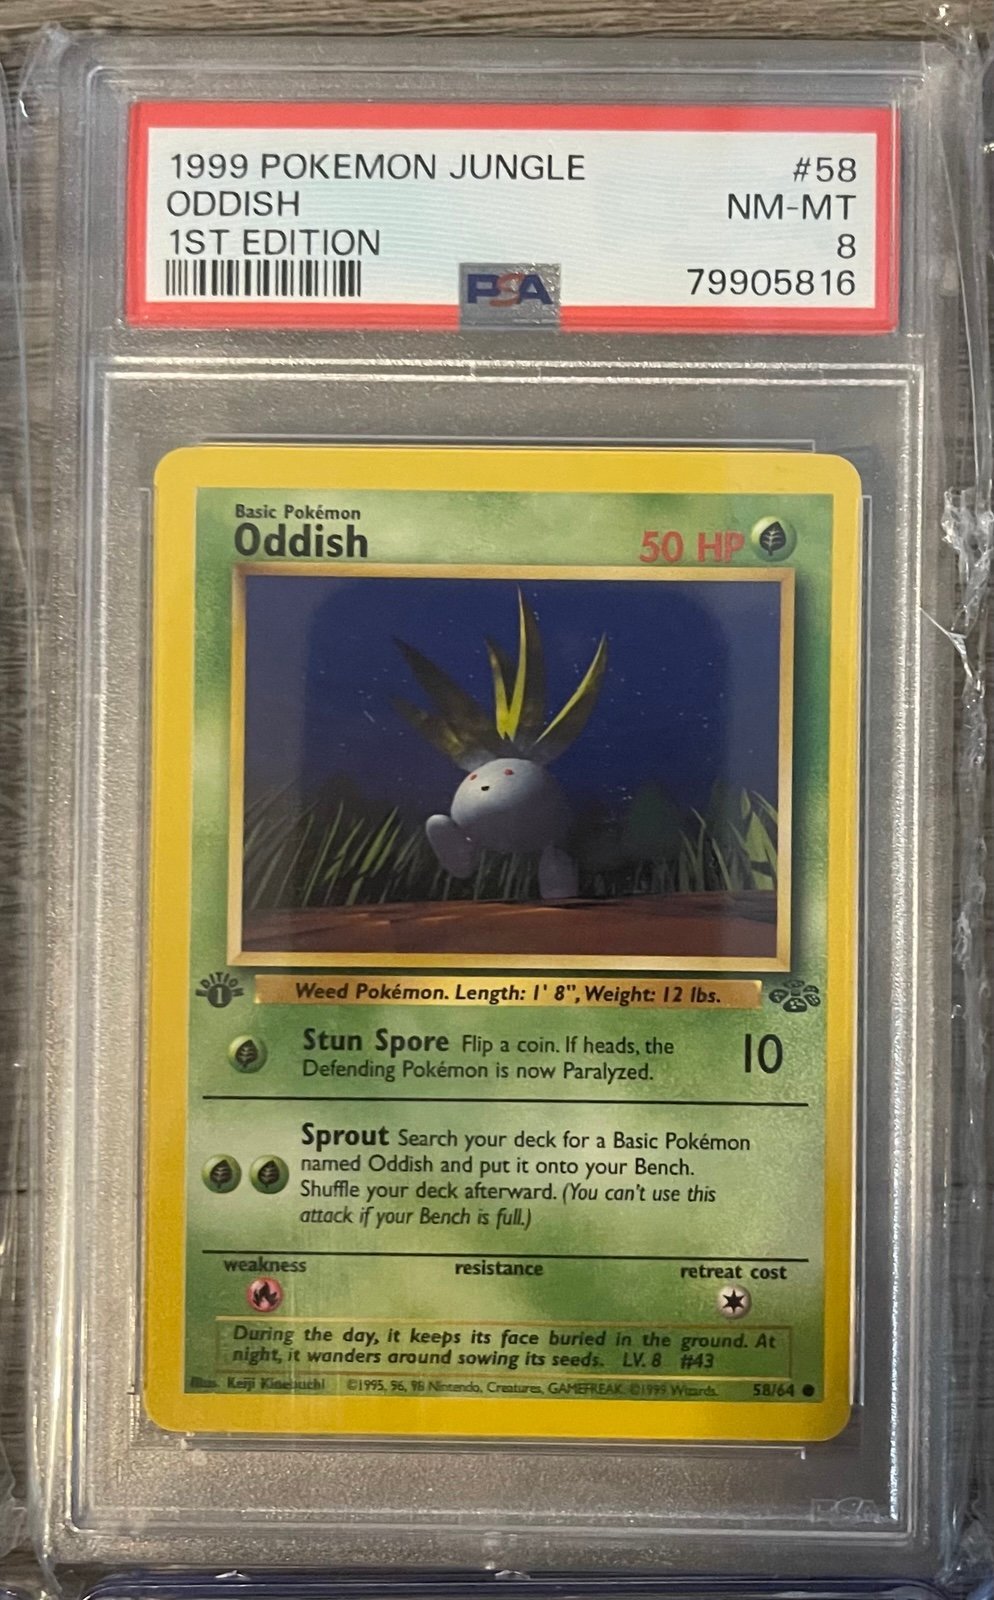 1999 POKEMON JUNGLE #58
ODDISH NM-MT
1ST EDITION 8
PSA 79905816
Basic Pokémon
Oddish 50 HP
EDITION 1
Weed Pokémon. Length: 1' 8", Weight: 12 lbs.
Stun Spore Flip a coin. If heads, the
Defending Pokémon is now Paralyzed.
10
Sprout Search your deck for a Basic Pokémon
named Oddish and put it onto your Bench.
Shuffle your deck afterward. (You can't use this
attack if your Bench is full.)
weakness resistance retreat cost
During the day, it keeps its face buried in the ground. At
night, it wanders around sowing its seeds. LV. 8 #43
Illus. Keiji Kinebuchi ©1995, 96, 98 Nintendo, Creatures, GAMEFREAK. ©1999 Wizards. 58/64